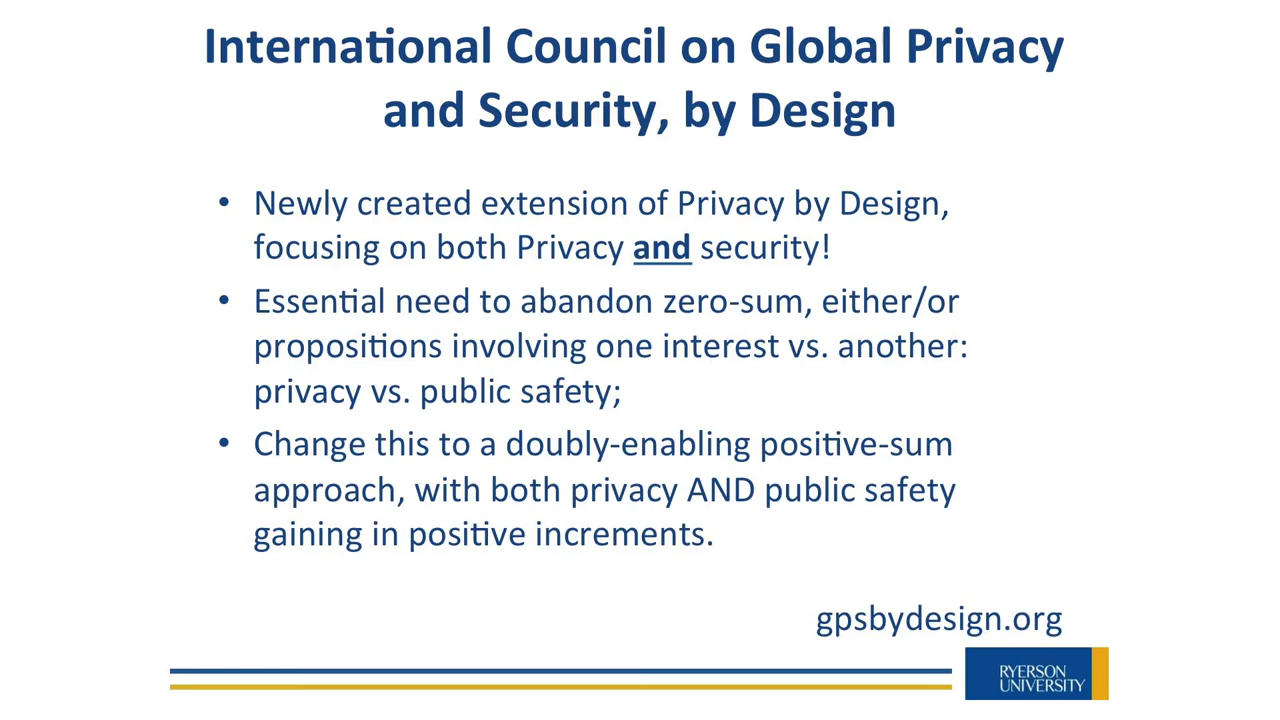 International Council on Global Privacy
and Security, by Design
• Newly created extension of Privacy by Design,
focusing on both Privacy and security!
• Essential need to abandon zero-sum, either/or
propositions involving one interest vs. another:
privacy vs. public safety;
• Change this to a doubly-enabling positive-sum
approach, with both privacy AND public safety
gaining in positive increments.
gpsbydesign.org
RYERSON
UNIVERSITY